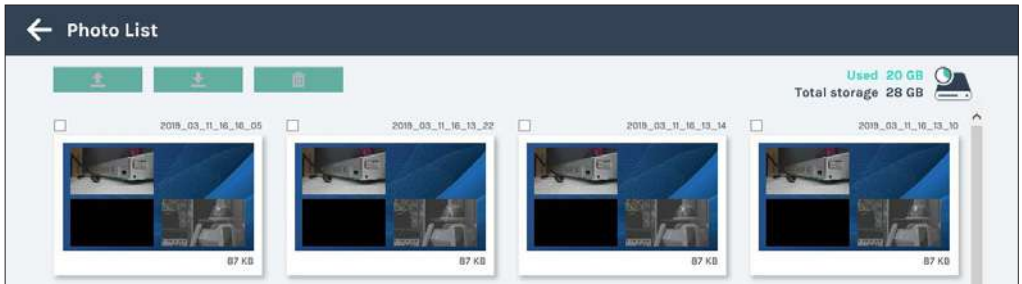 Photo List
Used 20 GB
Total storage 28 GB
2019_03_11_16_16_05
2019_03_11_16_13_22
2019_03_11_16_13_14
2019_03_11_16_13_10
87 KB
87 KB
87 KB
87 KB